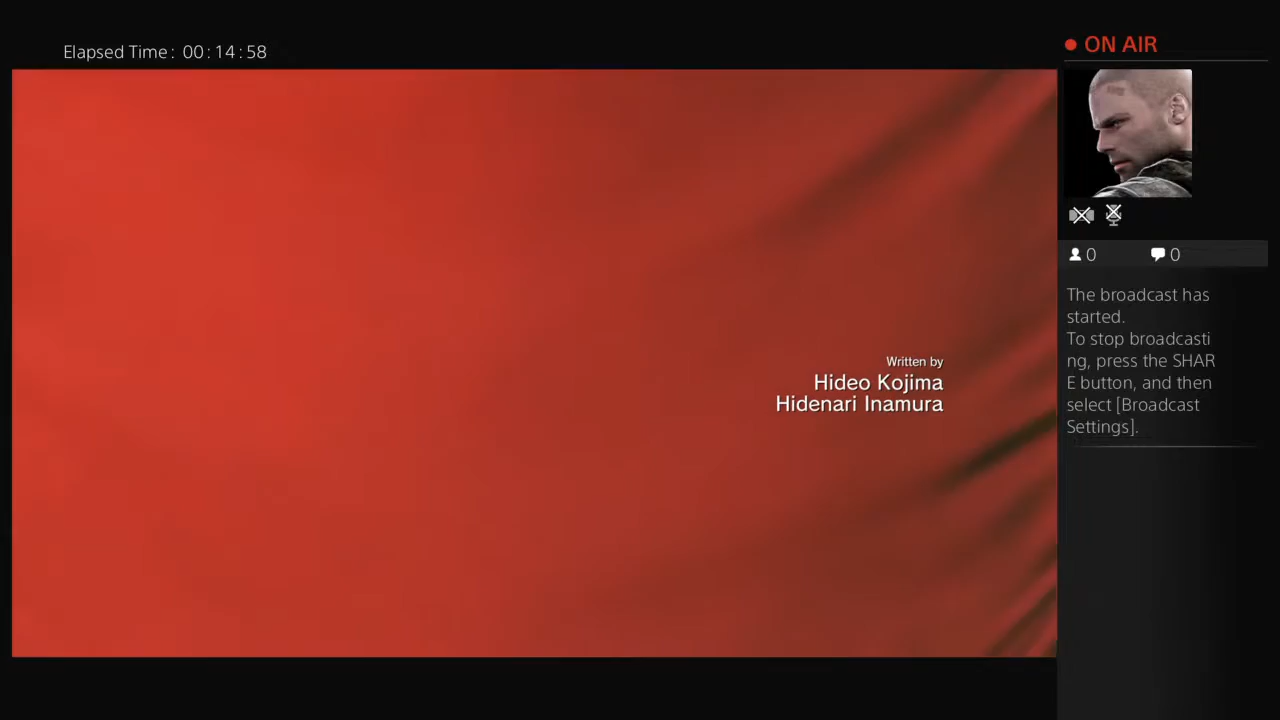 Elapsed Time: 00:14:58
ON AIR
0 0
The broadcast has
started.
To stop broadcasti
ng, press the SHAR
E button, and then
select [Broadcast
Settings].
Written by
Hideo Kojima
Hidenari Inamura